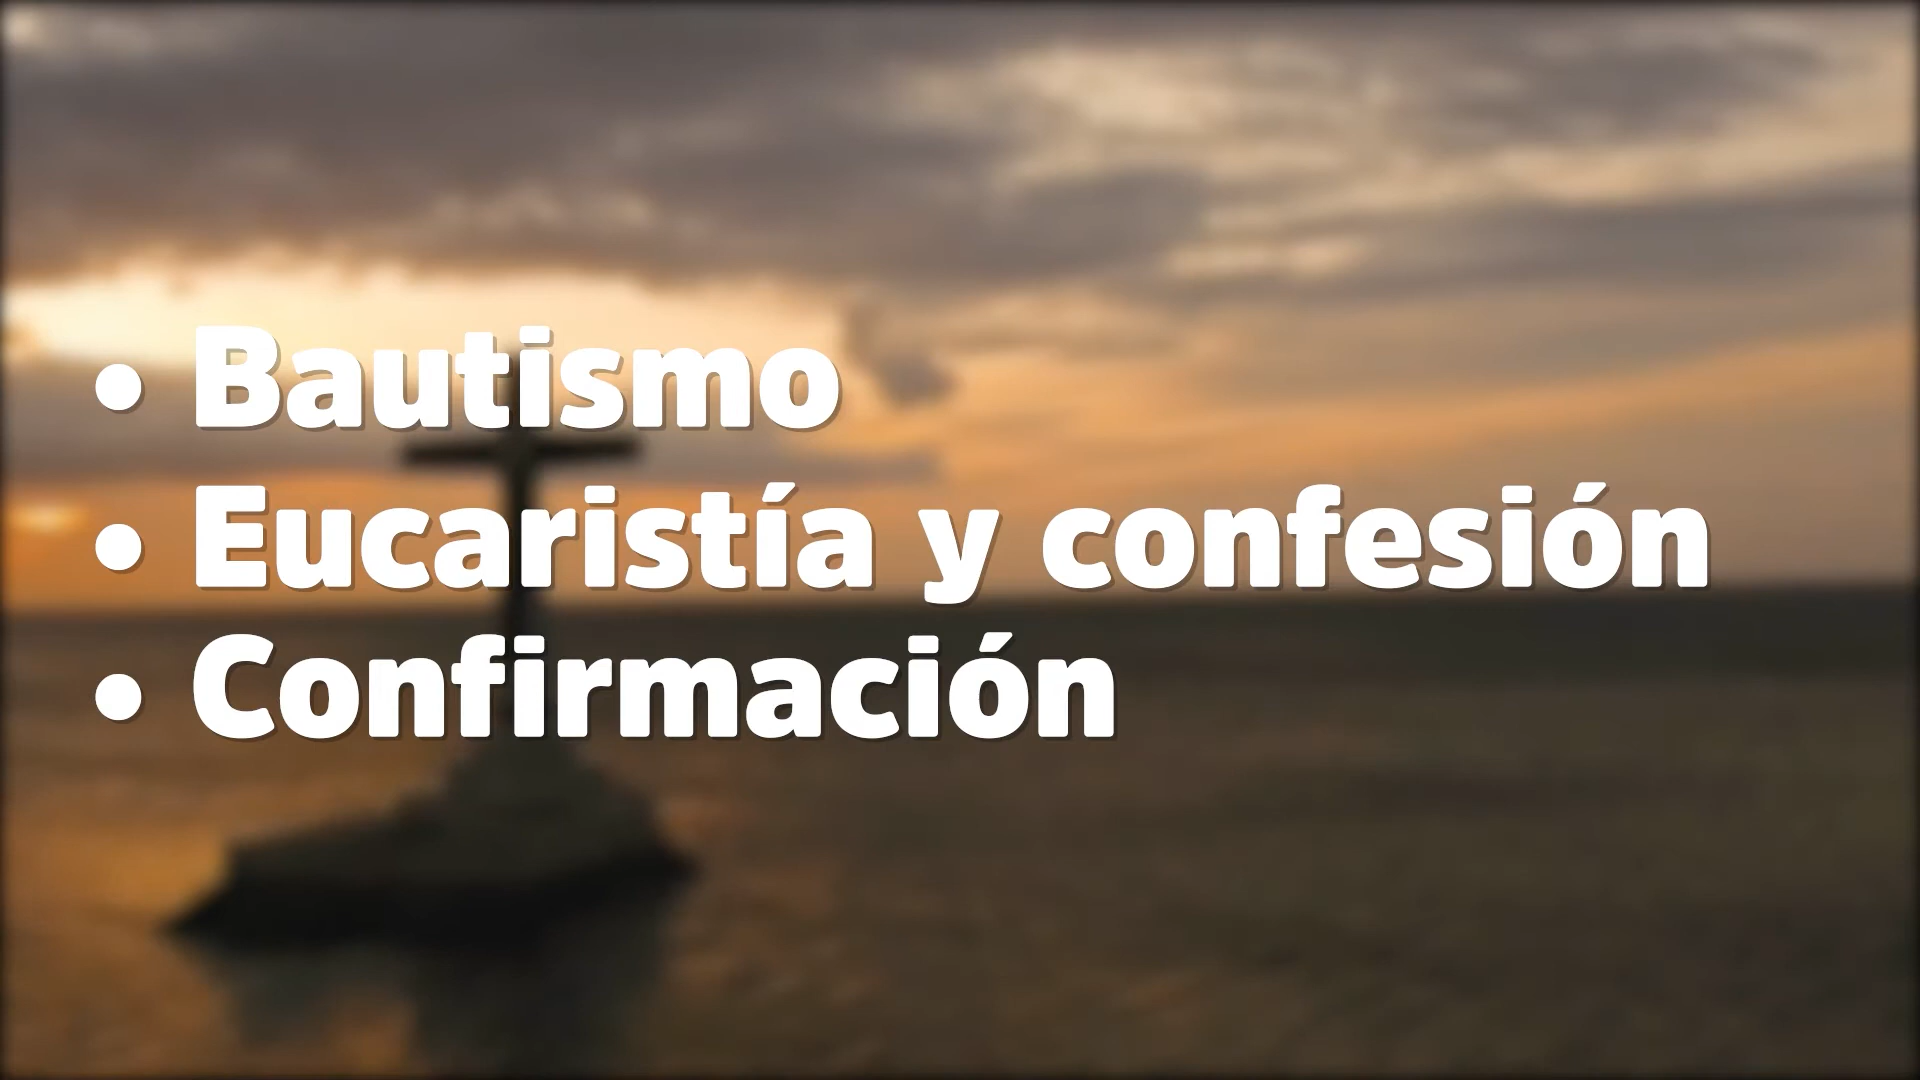 • Bautismo
• Eucaristía y confesión
• Confirmación